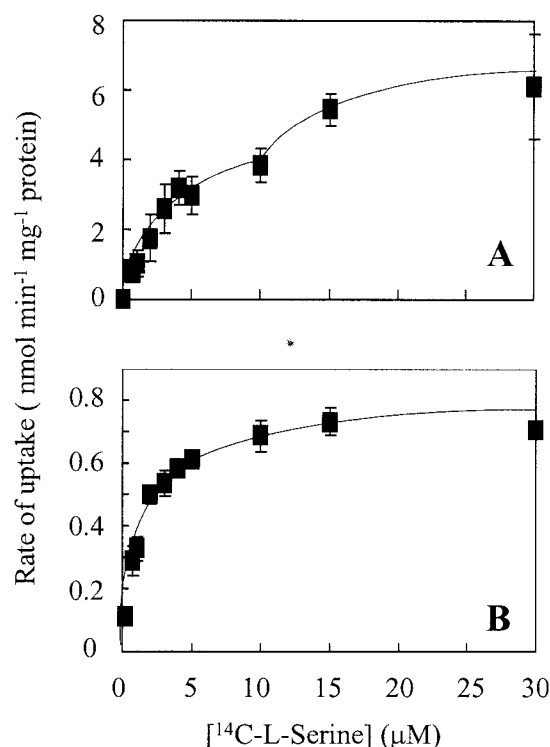 8
6
4
2
0
A
0.8
0.6
0.4
0.2
0
B
0 5 10 15 20 25 30
[¹⁴C-L-Serine] (μM)
Rate of uptake ( nmol min⁻¹ mg⁻¹ protein)